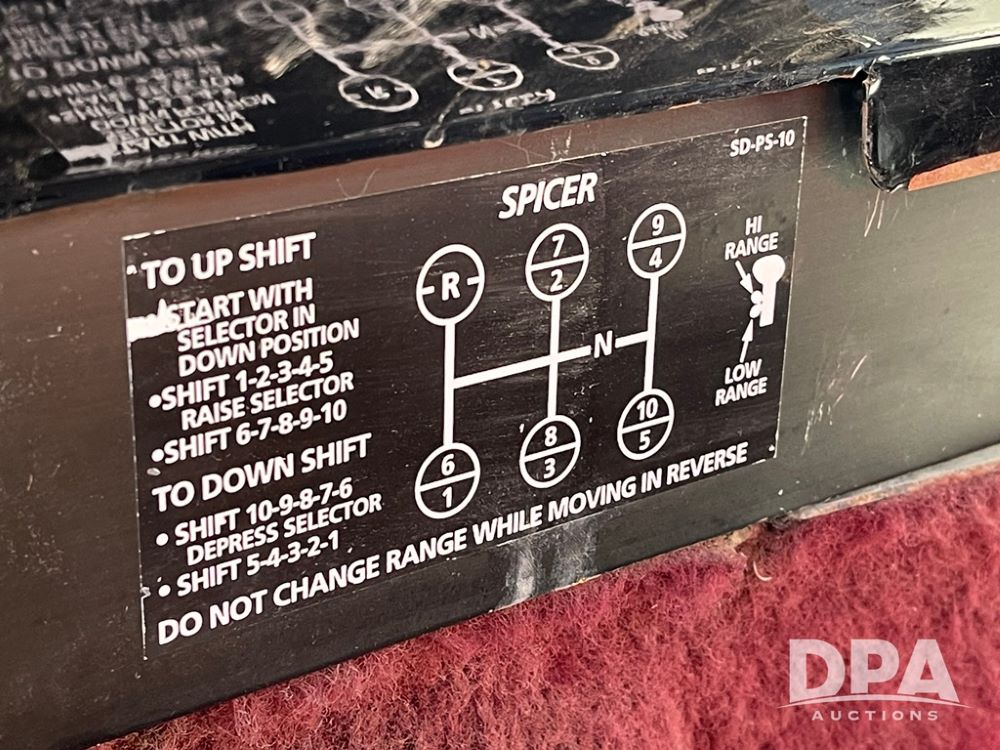 SD-PS-10
SPICER
TO UP SHIFT
START WITH
SELECTOR IN
DOWN POSITION
•SHIFT 1-2-3-4-5
RAISE SELECTOR
•SHIFT 6-7-8-9-10
TO DOWN SHIFT
• SHIFT 10-9-8-7-6
DEPRESS SELECTOR
• SHIFT 5-4-3-2-1
R
7
2
9
4
N
6
1
8
3
10
5
HI
RANGE
LOW
RANGE
DO NOT CHANGE RANGE WHILE MOVING IN REVERSE
DPA
AUCTIONS